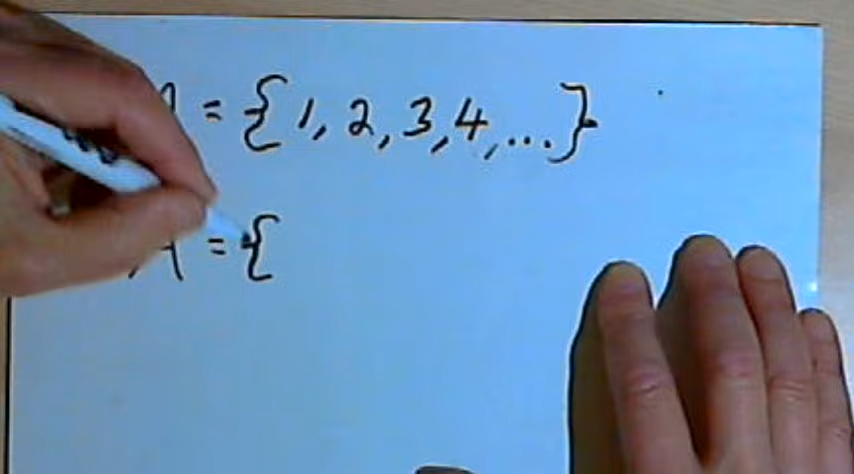 A = {1, 2, 3, 4, ...}
A = {